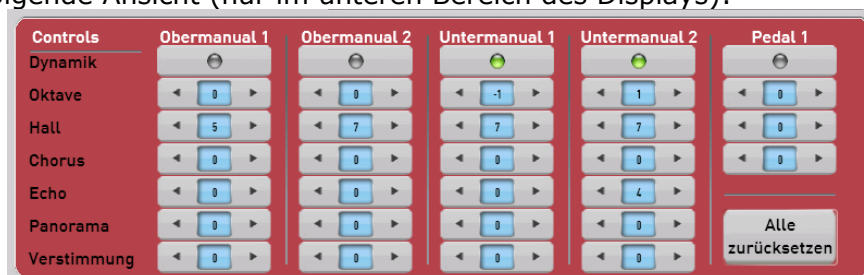 olgende Ansicht (nur im unteren Bereich des Displays):
Controls Obermanual 1 Obermanual 2 Untermanual 1 Untermanual 2 Pedal 1
Dynamik
Oktave 0 0 -1 1 0
Hall 5 7 7 7 0
Chorus 0 0 0 0 0
Echo 0 0 0 4
Panorama 0 0 0 0 Alle
Verstimmung 0 0 0 0 zurücksetzen